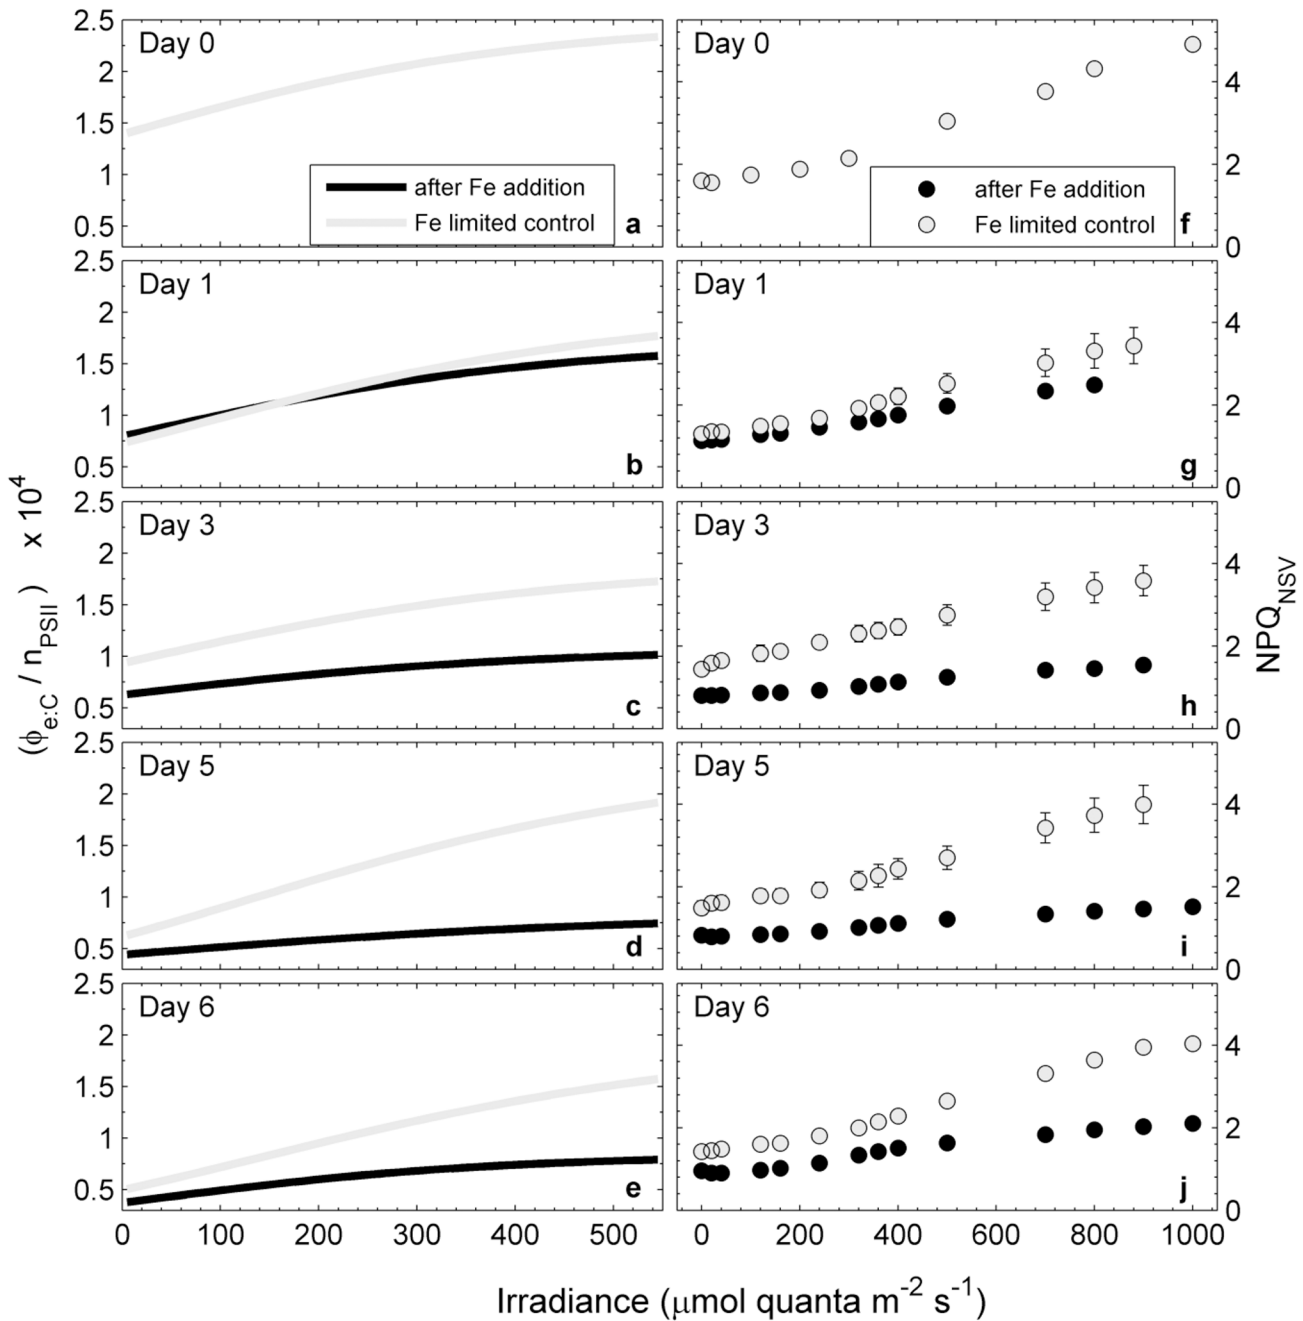 Day 0
2.5
2
1.5
1
0.5
after Fe addition
Fe limited control
a
Day 0
4
2
0
after Fe addition
Fe limited control
f
Day 1
2.5
2
1.5
1
0.5
b
Day 1
4
2
0
g
Day 3
2.5
2
1.5
1
0.5
c
Day 3
4
2
0
h
Day 5
2.5
2
1.5
1
0.5
d
Day 5
4
2
0
i
Day 6
2.5
2
1.5
1
0.5
e
Day 6
4
2
0
j
0 100 200 300 400 500
0 200 400 600 800 1000
(ϕe:C / nPSII) x 10⁴
NPQNSV
Irradiance (μmol quanta m⁻² s⁻¹)